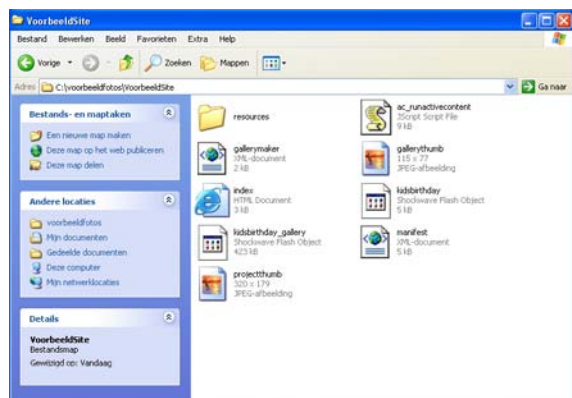 VoorbeeldSite
Bestand Bewerken Beeld Favorieten Extra Help
Vorige Zoeken Mappen
Adres C:\voorbeeldfotos\VoorbeeldSite Ga naar
Bestands- en maptaken
Een nieuwe map maken
Deze map op het web publiceren
Deze map delen
Andere locaties
voorbeeldfotos
Mijn documenten
Gedeelde documenten
Deze computer
Mijn netwerklocaties
Details
VoorbeeldSite
Bestandsmap
Gewijzigd op: Vandaag
resources
ac_runactivecontent
JScript Script File
9 kB
gallerymaker
XML-document
2 kB
gallerythumb
115 x 77
JPEG-afbeelding
index
HTML Document
3 kB
kidsbirthday
Shockwave Flash Object
5 kB
kidsbirthday_gallery
Shockwave Flash Object
423 kB
manifest
XML-document
5 kB
projectthumb
320 x 179
JPEG-afbeelding